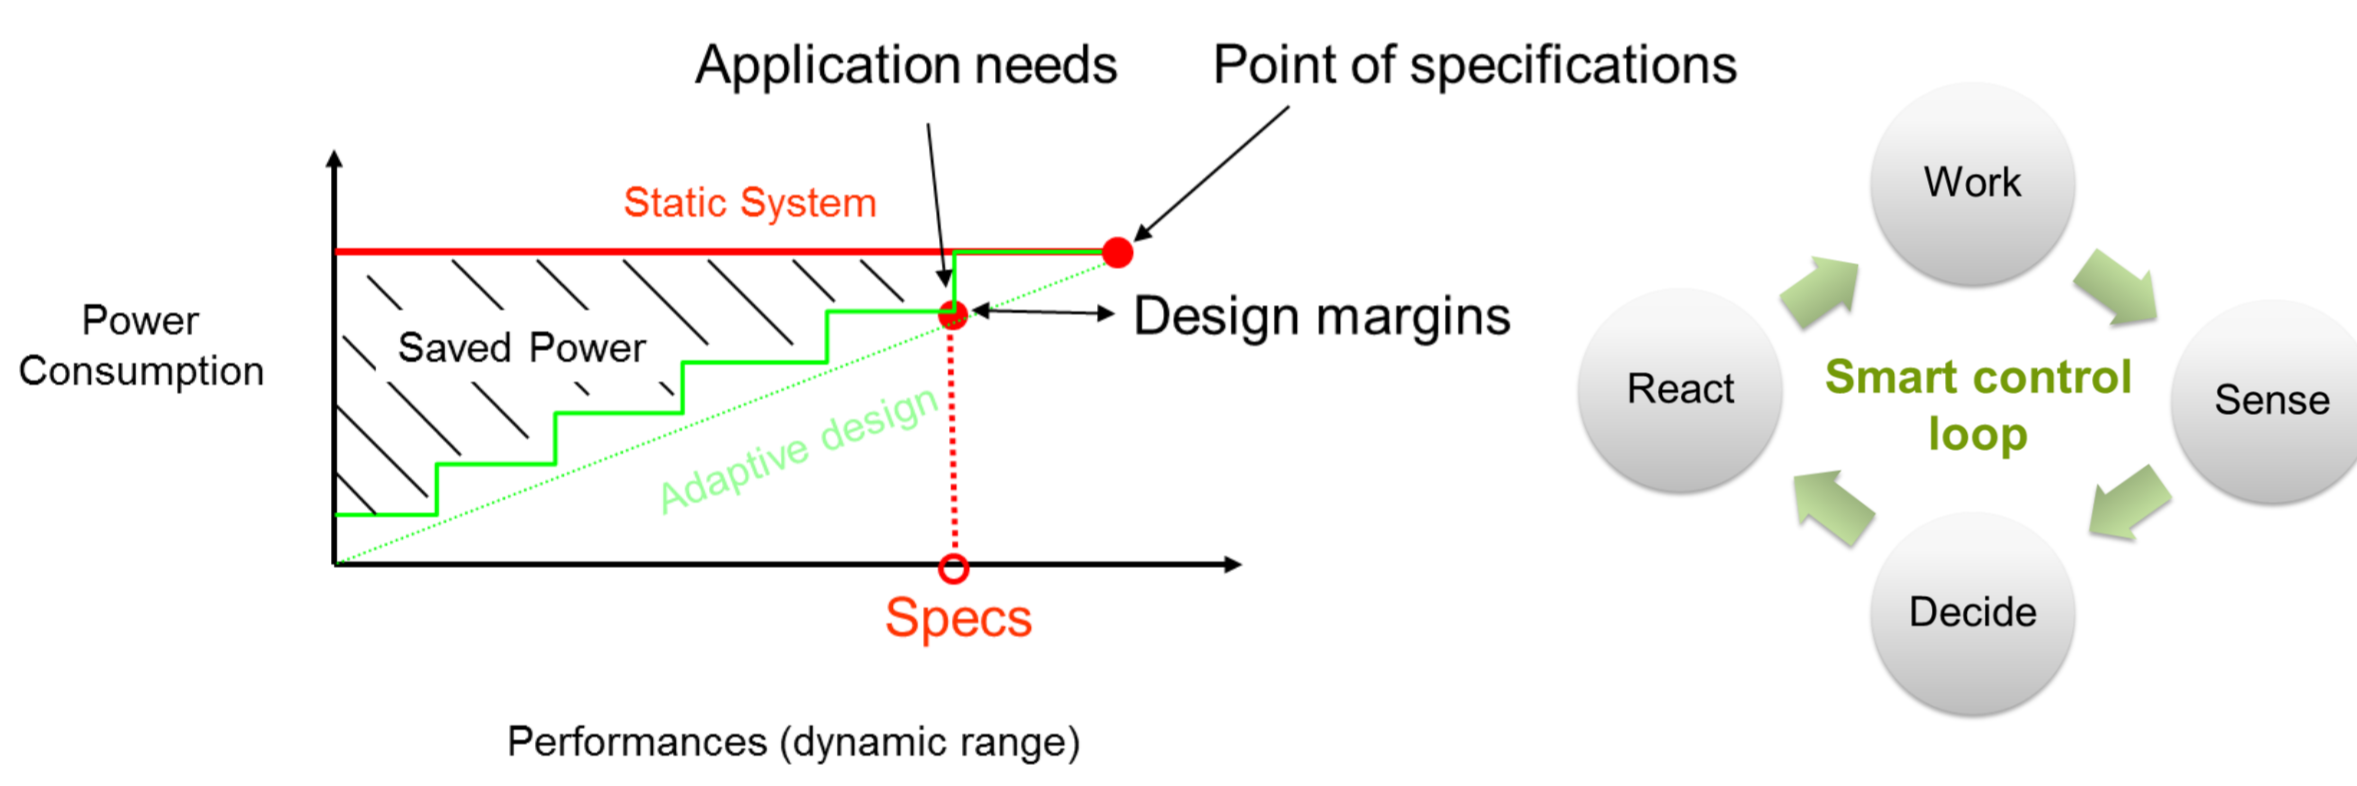 Application needs
Point of specifications
Static System
Power
Consumption
Saved Power
Design margins
Adaptive design
Specs
Performances (dynamic range)
Work
Sense
Decide
React
Smart control
loop